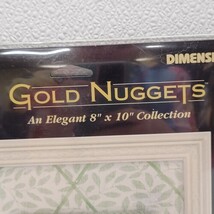 DIMENSI
GOLD NUGGETS
An Elegant 8" x 10" Collection